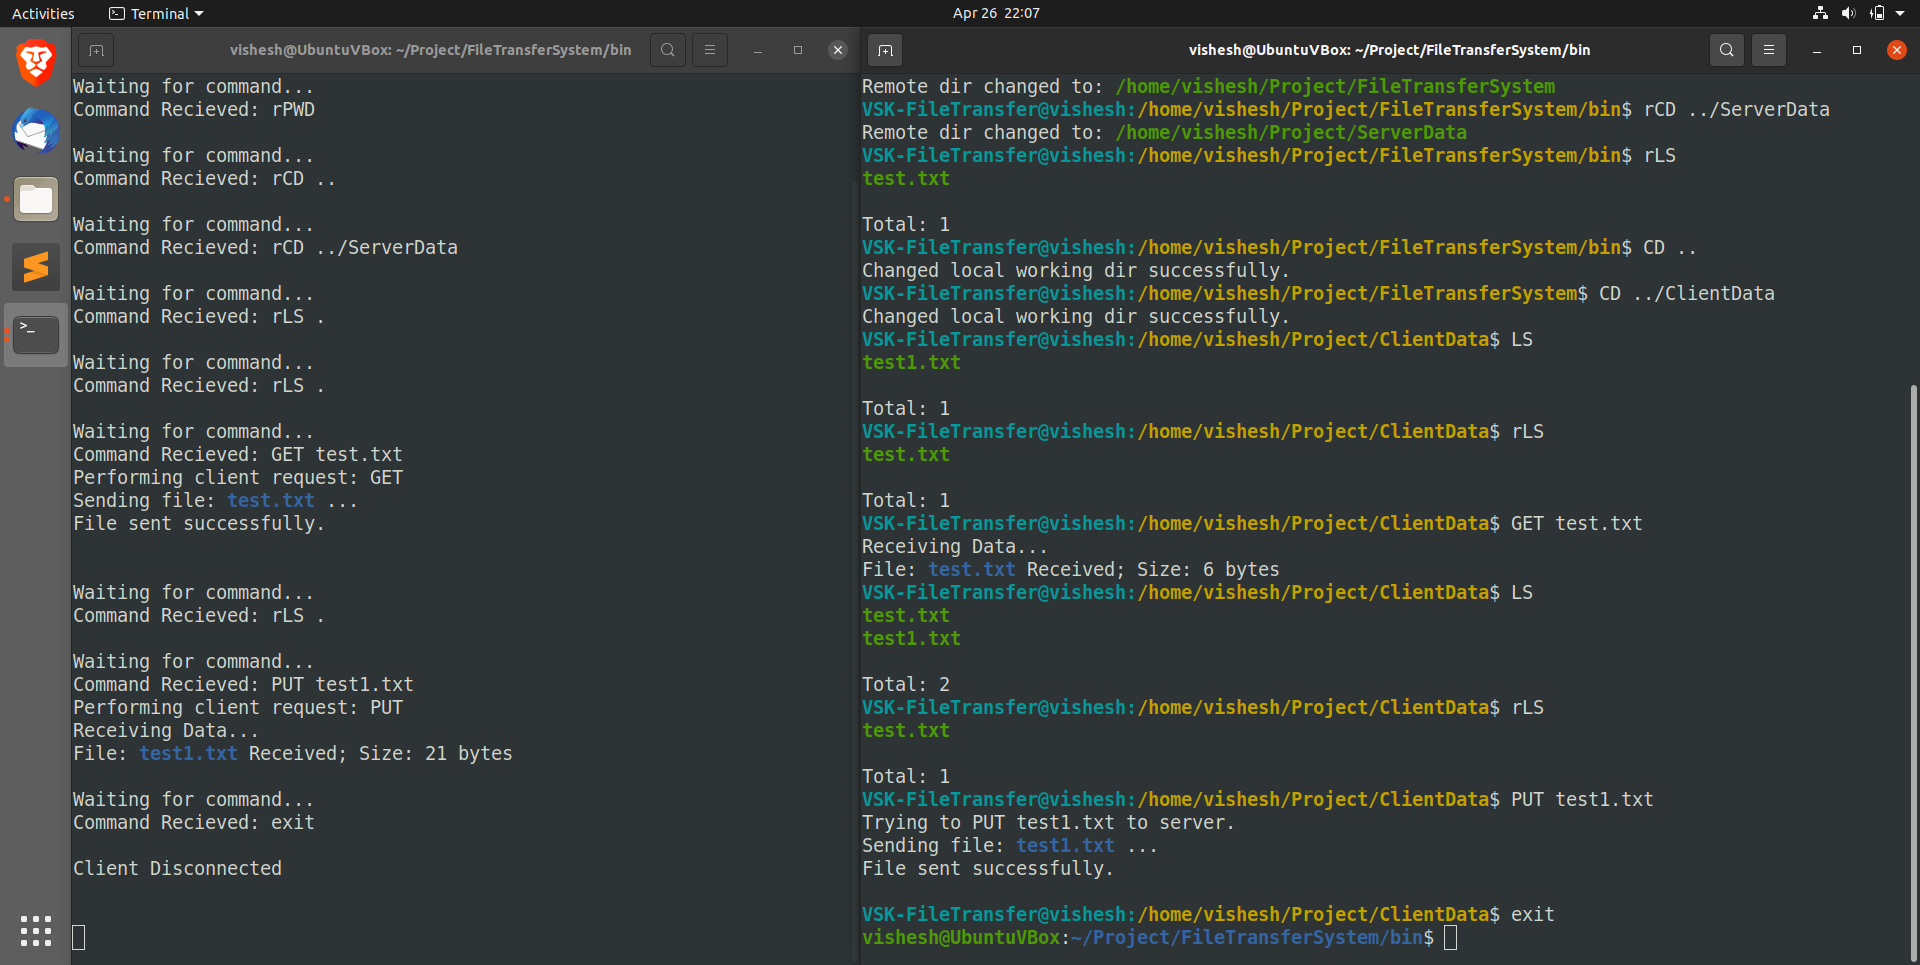 Activities
Terminal
Apr 26 22:07
vishesh@UbuntuVBox: ~/Project/FileTransferSystem/bin
Waiting for command...
Command Recieved: rPWD
Waiting for command...
Command Recieved: rCD ..
Waiting for command...
Command Recieved: rCD ../ServerData
Waiting for command...
Command Recieved: rLS .
Waiting for command...
Command Recieved: rLS .
Waiting for command...
Command Recieved: GET test.txt
Performing client request: GET
Sending file: test.txt ...
File sent successfully.
Waiting for command...
Command Recieved: rLS .
Waiting for command...
Command Recieved: PUT test1.txt
Performing client request: PUT
Receiving Data...
File: test1.txt Received; Size: 21 bytes
Waiting for command...
Command Recieved: exit
Client Disconnected
vishesh@UbuntuVBox: ~/Project/FileTransferSystem/bin
Remote dir changed to: /home/vishesh/Project/FileTransferSystem
VSK-FileTransfer@vishesh:/home/vishesh/Project/FileTransferSystem/bin$ rCD ../ServerData
Remote dir changed to: /home/vishesh/Project/ServerData
VSK-FileTransfer@vishesh:/home/vishesh/Project/FileTransferSystem/bin$ rLS
test.txt
Total: 1
VSK-FileTransfer@vishesh:/home/vishesh/Project/FileTransferSystem/bin$ CD ..
Changed local working dir successfully.
VSK-FileTransfer@vishesh:/home/vishesh/Project/FileTransferSystem$ CD ../ClientData
Changed local working dir successfully.
VSK-FileTransfer@vishesh:/home/vishesh/Project/ClientData$ LS
test1.txt
Total: 1
VSK-FileTransfer@vishesh:/home/vishesh/Project/ClientData$ rLS
test.txt
Total: 1
VSK-FileTransfer@vishesh:/home/vishesh/Project/ClientData$ GET test.txt
Receiving Data...
File: test.txt Received; Size: 6 bytes
VSK-FileTransfer@vishesh:/home/vishesh/Project/ClientData$ LS
test.txt
test1.txt
Total: 2
VSK-FileTransfer@vishesh:/home/vishesh/Project/ClientData$ rLS
test.txt
Total: 1
VSK-FileTransfer@vishesh:/home/vishesh/Project/ClientData$ PUT test1.txt
Trying to PUT test1.txt to server.
Sending file: test1.txt ...
File sent successfully.
VSK-FileTransfer@vishesh:/home/vishesh/Project/ClientData$ exit
vishesh@UbuntuVBox:~/Project/FileTransferSystem/bin$